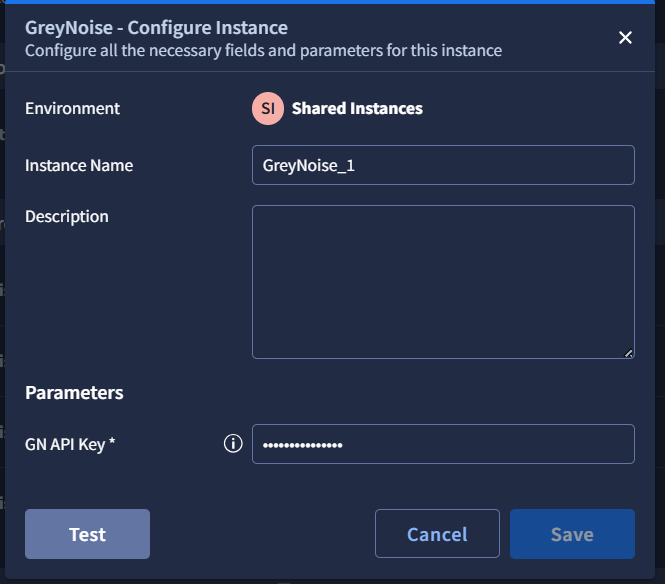 GreyNoise - Configure Instance
Configure all the necessary fields and parameters for this instance
Environment
SI Shared Instances
Instance Name
GreyNoise_1
Description
Parameters
GN API Key *
•••••••••••••••
Test
Cancel
Save